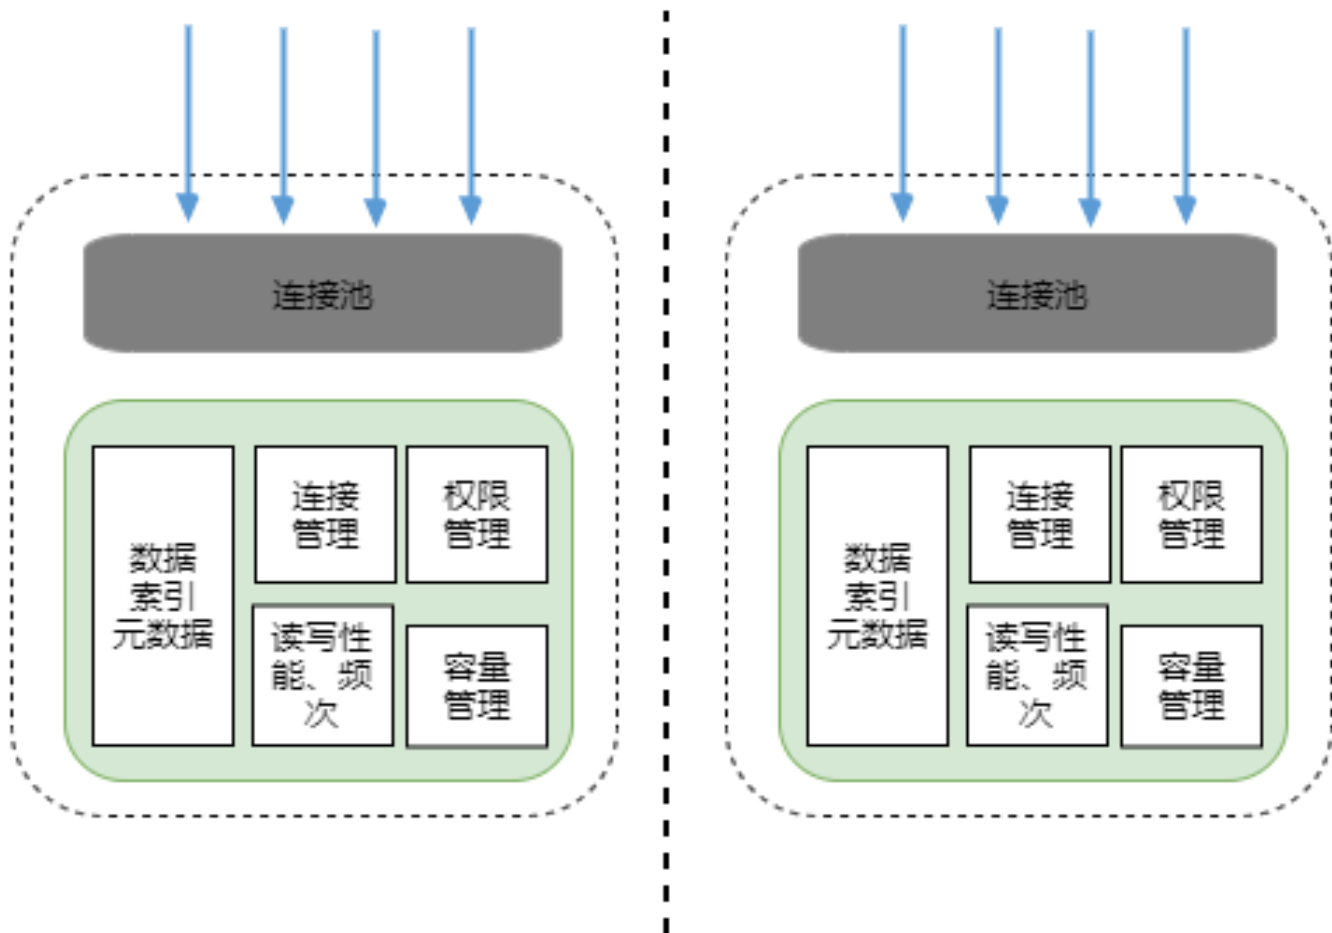 连接池
数据
索引
元数据
连接
管理
权限
管理
读写性
能、频
次
容量
管理
连接池
数据
索引
元数据
连接
管理
权限
管理
读写性
能、频
次
容量
管理